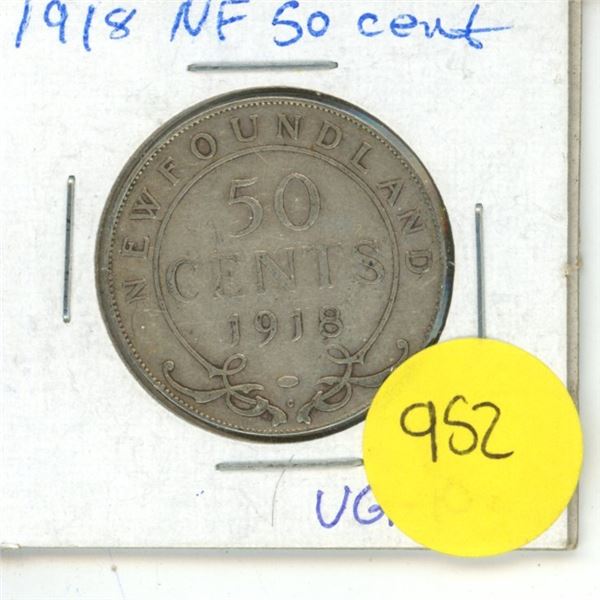 1918 NF 50 cent
NEWFOUNDLAND
50
CENTS
1918
952
VG